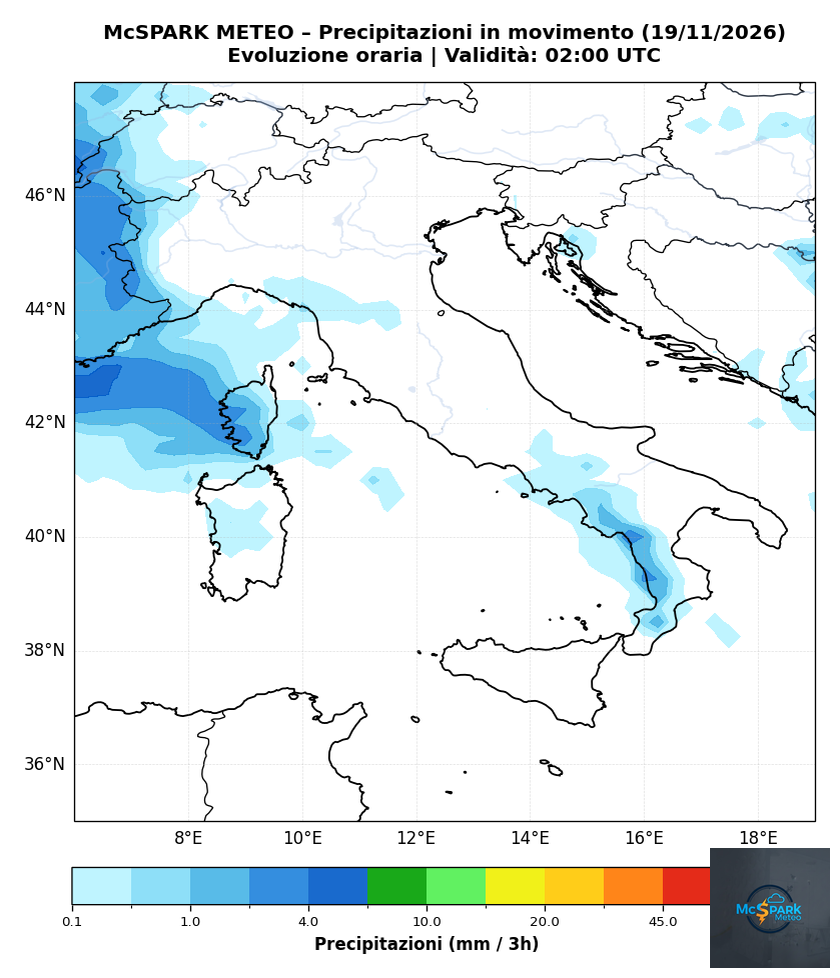 McSPARK METEO – Precipitazioni in movimento (19/11/2026)
Evoluzione oraria | Validità: 02:00 UTC
46°N
44°N
42°N
40°N
38°N
36°N
8°E 10°E 12°E 14°E 16°E 18°E
0.1 1.0 4.0 10.0 20.0 45.0
Precipitazioni (mm / 3h)
McSPARK
Meteo